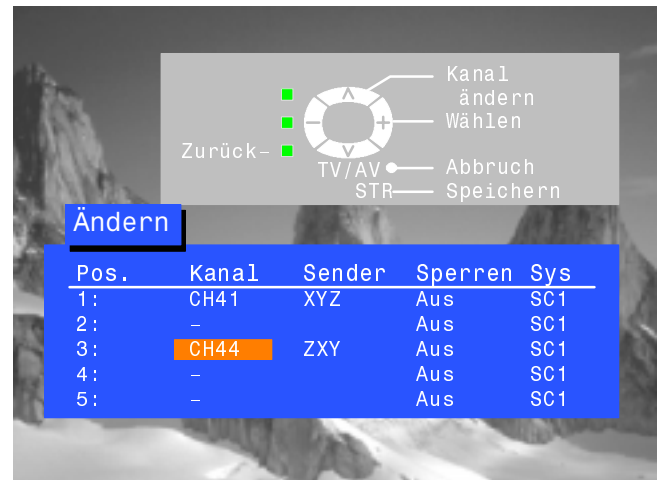 Kanal
ändern
Wählen
Zurück–
TV/AV Abbruch
STR Speichern
Ändern
Pos. Kanal Sender Sperren Sys
1: CH41 XYZ Aus SC1
2: – Aus SC1
3: CH44 ZXY Aus SC1
4: – Aus SC1
5: – Aus SC1